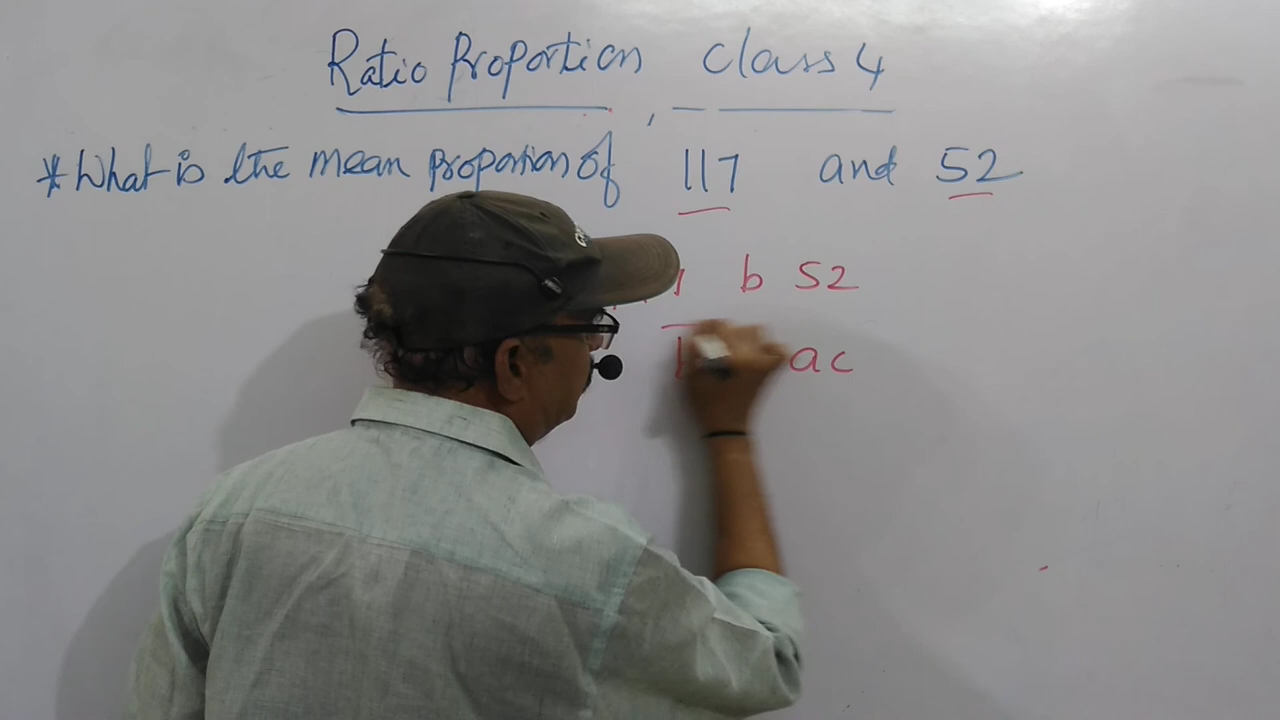 Ratio Proportion, Class 4
* What is the mean Proportion of 117 and 52
b 52
ac